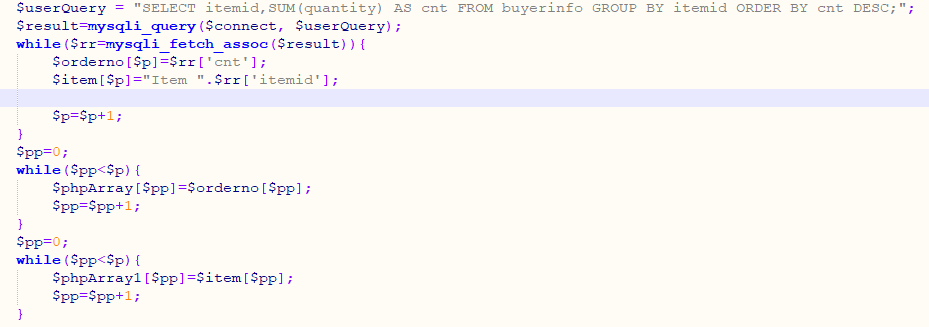 $userQuery = "SELECT itemid,SUM(quantity) AS cnt FROM buyerinfo GROUP BY itemid ORDER BY cnt DESC;";
$result=mysqli_query($connect, $userQuery);
while($rr=mysqli_fetch_assoc($result)){
    $orderno[$p]=$rr['cnt'];
    $item[$p]="Item ".$rr['itemid'];
    $p=$p+1;
}
$pp=0;
while($pp<$p){
    $phpArray[$pp]=$orderno[$pp];
    $pp=$pp+1;
}
$pp=0;
while($pp<$p){
    $phpArray1[$pp]=$item[$pp];
    $pp=$pp+1;
}